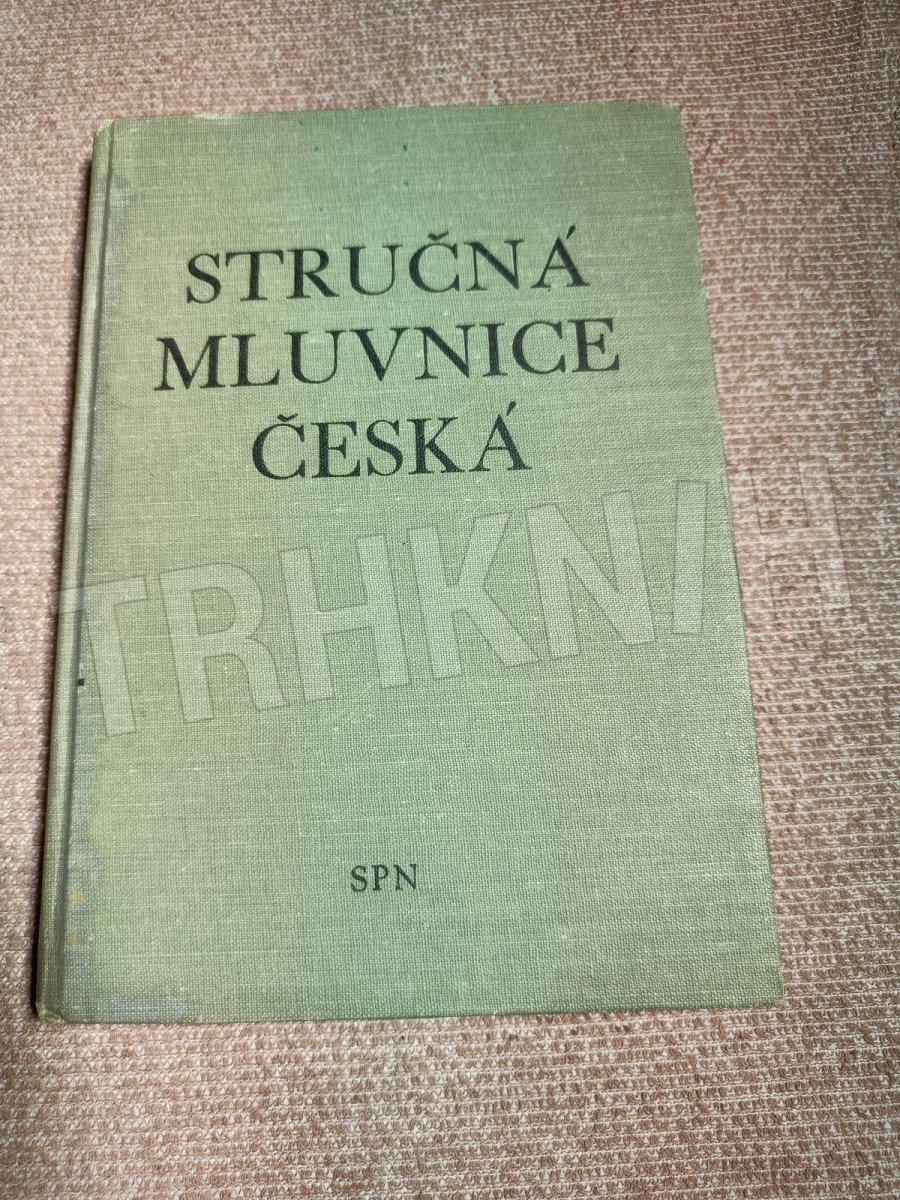 STRUČNÁ
MLUVNICE
ČESKÁ
TRHKNIH
SPN